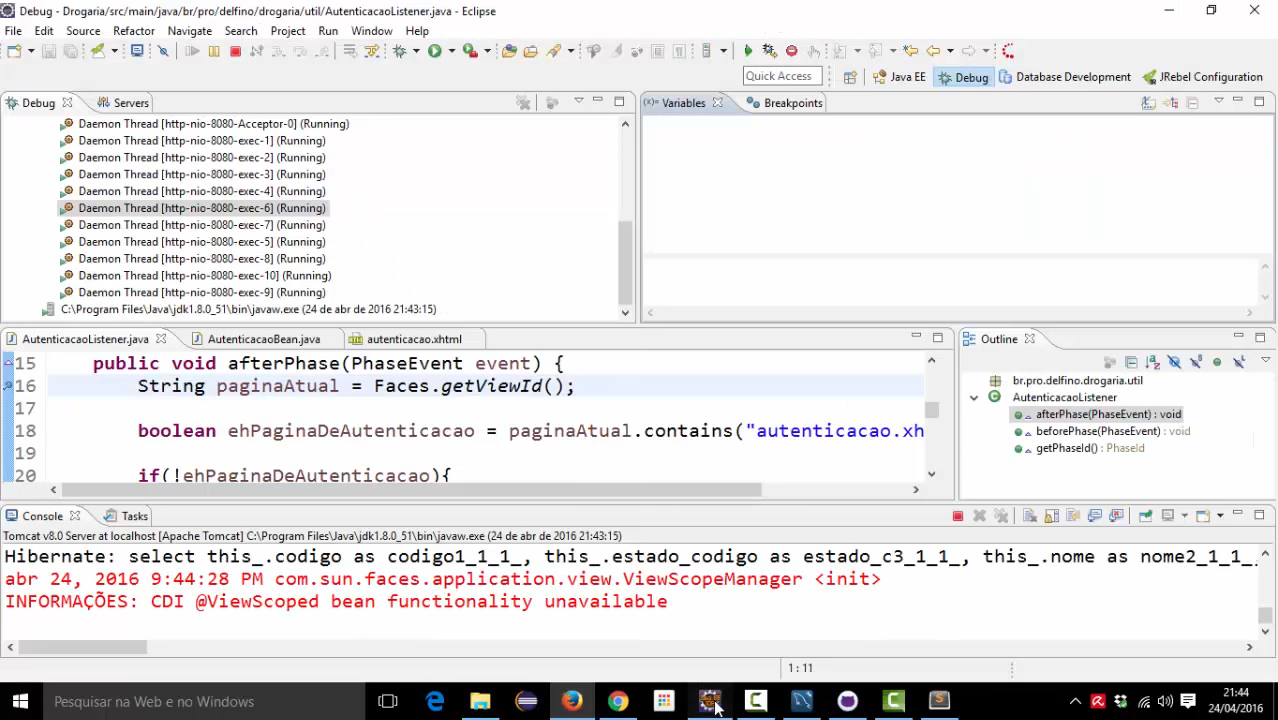 Debug - Drogaria/src/main/java/br/pro/delfino/drogaria/util/AutenticacaoListener.java - Eclipse
File Edit Source Refactor Navigate Search Project Run Window Help
Quick Access Java EE Debug Database Development JRebel Configuration
Debug Servers
Variables Breakpoints
Daemon Thread [http-nio-8080-Acceptor-0] (Running)
Daemon Thread [http-nio-8080-exec-1] (Running)
Daemon Thread [http-nio-8080-exec-2] (Running)
Daemon Thread [http-nio-8080-exec-3] (Running)
Daemon Thread [http-nio-8080-exec-4] (Running)
Daemon Thread [http-nio-8080-exec-6] (Running)
Daemon Thread [http-nio-8080-exec-7] (Running)
Daemon Thread [http-nio-8080-exec-5] (Running)
Daemon Thread [http-nio-8080-exec-8] (Running)
Daemon Thread [http-nio-8080-exec-10] (Running)
Daemon Thread [http-nio-8080-exec-9] (Running)
C:\Program Files\Java\jdk1.8.0_51\bin\javaw.exe (24 de abr de 2016 21:43:15)
AutenticacaoListener.java AutenticacaoBean.java autenticacao.xhtml
15 public void afterPhase(PhaseEvent event) {
16 String paginaAtual = Faces.getViewId();
17
18 boolean ehPaginaDeAutenticacao = paginaAtual.contains("autenticacao.xh
19
20 if(!ehPaginaDeAutenticacao){
Outline
br.pro.delfino.drogaria.util
AutenticacaoListener
afterPhase(PhaseEvent) : void
beforePhase(PhaseEvent) : void
getPhaseId() : PhaseId
Console Tasks
Tomcat v8.0 Server at localhost [Apache Tomcat] C:\Program Files\Java\jdk1.8.0_51\bin\javaw.exe (24 de abr de 2016 21:43:15)
Hibernate: select this_.codigo as codigo1_1_1_, this_.estado_codigo as estado_c3_1_1_, this_.nome as nome2_1_1_
abr 24, 2016 9:44:28 PM com.sun.faces.application.view.ViewScopeManager <init>
INFORMAÇÕES: CDI @ViewScoped bean functionality unavailable
1 : 11
Pesquisar na Web e no Windows
21:44
24/04/2016